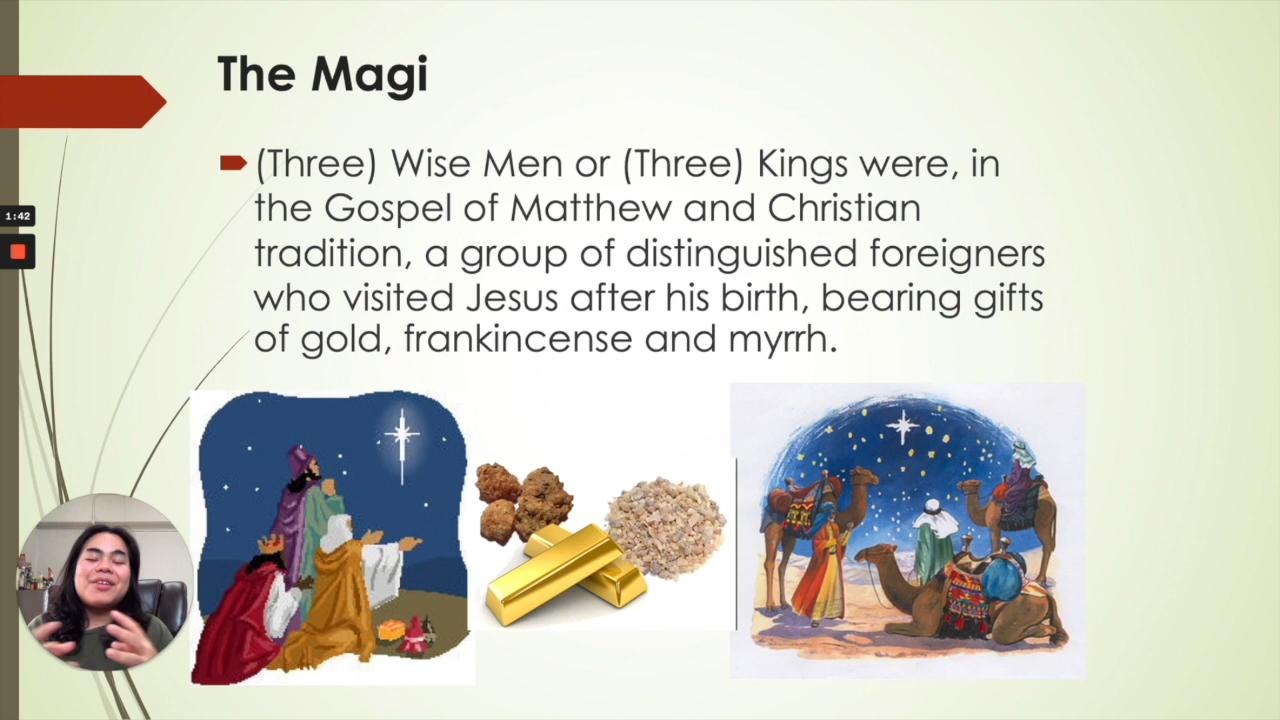 The Magi
(Three) Wise Men or (Three) Kings were, in
the Gospel of Matthew and Christian
tradition, a group of distinguished foreigners
who visited Jesus after his birth, bearing gifts
of gold, frankincense and myrrh.
1:42